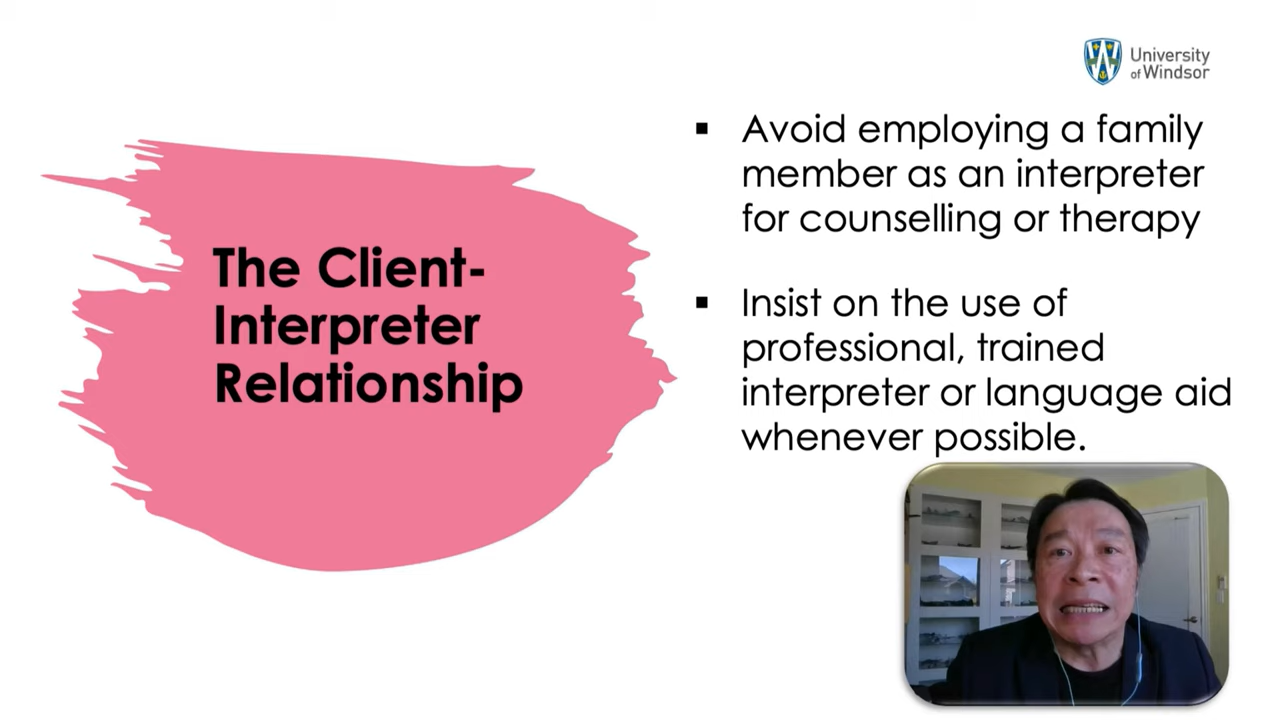 University
of Windsor
The Client-
Interpreter
Relationship
▪ Avoid employing a family
member as an interpreter
for counselling or therapy
▪ Insist on the use of
professional, trained
interpreter or language aid
whenever possible.